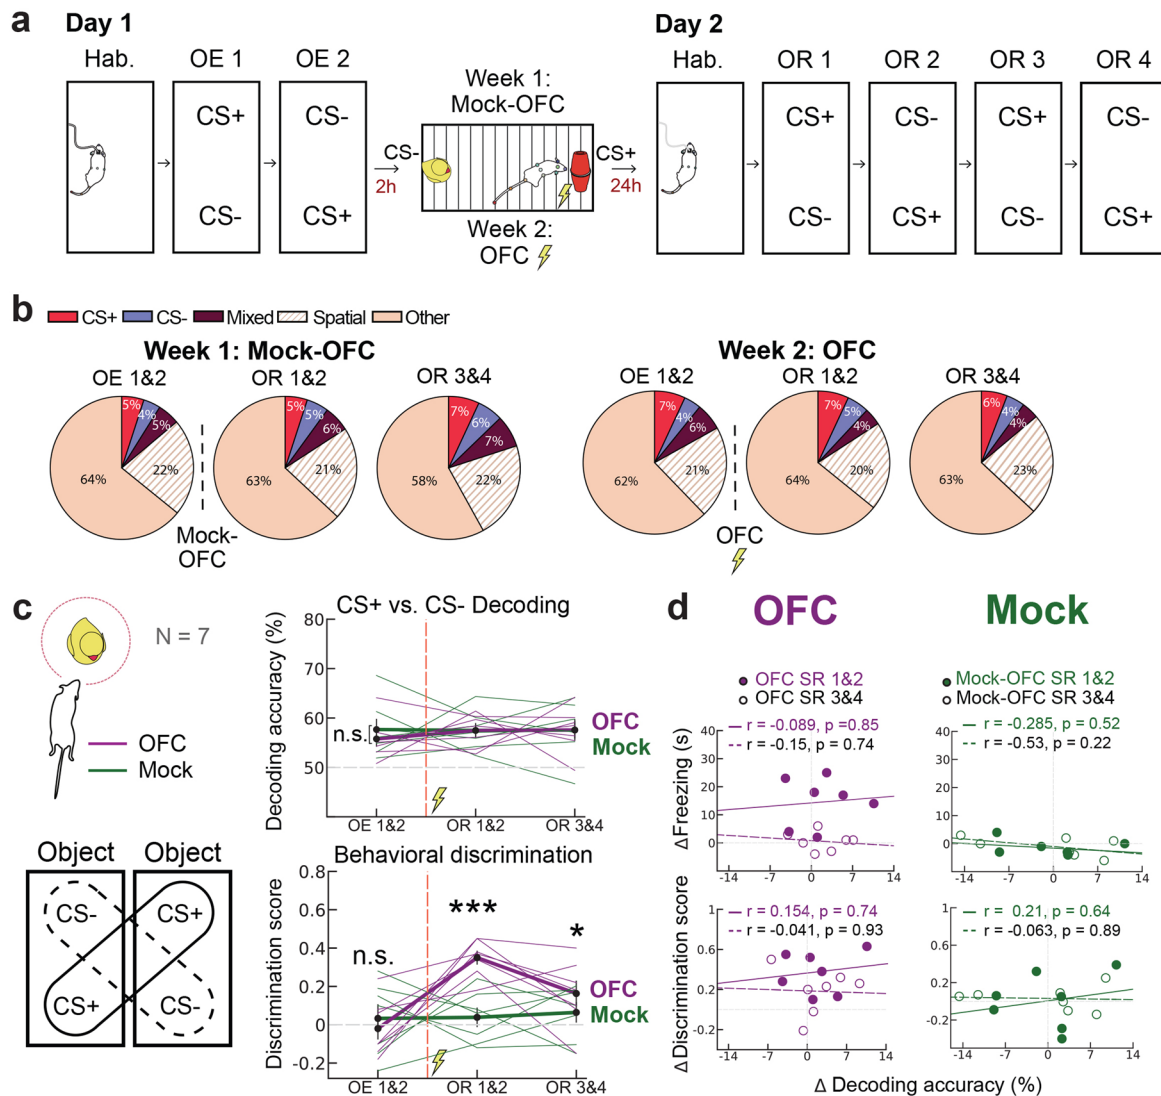 a
Day 1
Hab.
OE 1
OE 2
CS+
CS-
CS-
CS+
CS-
2h
Week 1:
Mock-OFC
Week 2:
OFC
CS+
24h
Day 2
Hab.
OR 1
OR 2
OR 3
OR 4
CS+
CS-
CS+
CS-
CS-
CS+
CS-
CS+
b
CS+
CS-
Mixed
Spatial
Other
Week 1: Mock-OFC
OE 1&2
OR 1&2
OR 3&4
5%
4%
5%
22%
64%
5%
5%
6%
21%
63%
7%
6%
7%
22%
58%
Mock-
OFC
Week 2: OFC
OE 1&2
OR 1&2
OR 3&4
7%
4%
6%
21%
62%
7%
5%
4%
20%
64%
6%
4%
4%
23%
63%
OFC
c
N = 7
OFC
Mock
Object
Object
CS-
CS+
CS+
CS-
CS+ vs. CS- Decoding
Decoding accuracy (%)
80
70
60
50
n.s.
OFC
Mock
OE 1&2
OR 1&2
OR 3&4
Behavioral discrimination
Discrimination score
0.8
0.6
0.4
0.2
0
-0.2
n.s.
***
*
OFC
Mock
OE 1&2
OR 1&2
OR 3&4
d
OFC
Mock
OFC SR 1&2
OFC SR 3&4
Mock-OFC SR 1&2
Mock-OFC SR 3&4
r = -0.089, p =0.85
r = -0.15, p = 0.74
Δ Freezing (s)
40
30
20
10
0
-14
-7
0
7
14
r = -0.285, p = 0.52
r = -0.53, p = 0.22
40
30
20
10
0
-14
-7
0
7
14
r = 0.154, p = 0.74
r = -0.041, p = 0.93
Δ Discrimination score
1
0.6
0.2
-0.2
-14
-7
0
7
14
r = 0.21, p = 0.64
r = -0.063, p = 0.89
1
0.6
0.2
-0.2
-14
-7
0
7
14
Δ Decoding accuracy (%)